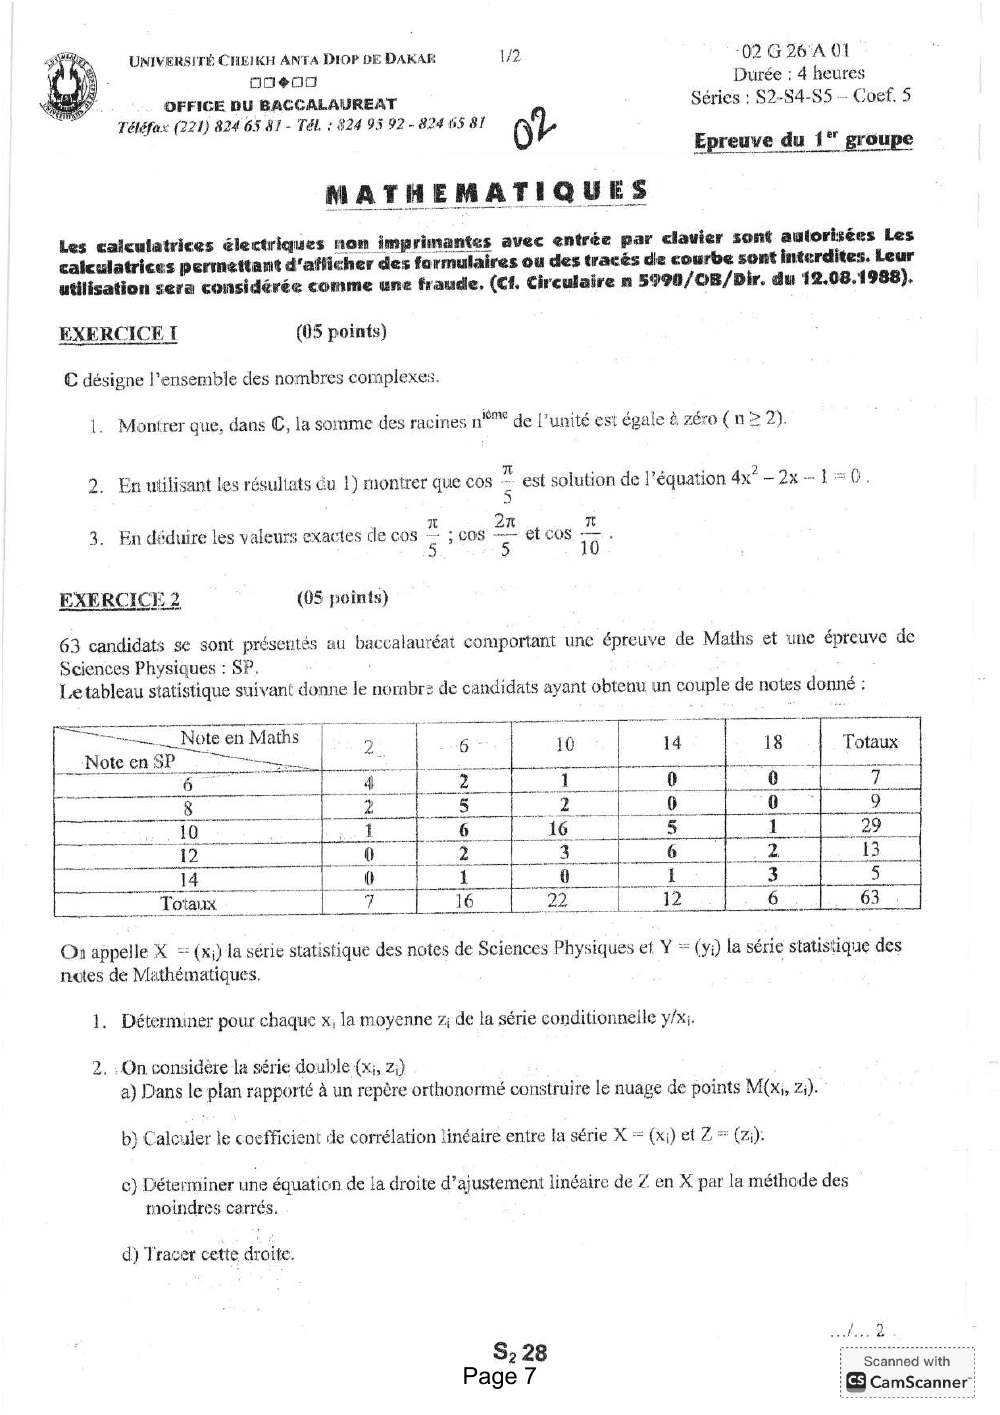 UNIVERSITÉ CHEIKH ANTA DIOP DE DAKAR
□□◆□□
OFFICE DU BACCALAUREAT
Téléfax (221) 824 65 81 - Tél. : 824 95 92 - 824 65 81
1/2
02
02 G 26 A 01
Durée : 4 heures
Séries : S2-S4-S5 – Coef. 5
Epreuve du 1er groupe
MATHEMATIQUES
Les calculatrices électriques non imprimantes avec entrée par clavier sont autorisées Les
calculatrices permettant d'afficher des formulaires ou des tracés de courbe sont interdites. Leur
utilisation sera considérée comme une fraude. (Cf. Circulaire n 5990/OB/Dir. du 12.08.1988).
EXERCICE I (05 points)
ℂ désigne l'ensemble des nombres complexes.
1. Montrer que, dans ℂ, la somme des racines nième de l'unité est égale à zéro ( n ≥ 2).
2. En utilisant les résultats du 1) montrer que cos π/5 est solution de l'équation 4x² – 2x – 1 = 0 .
3. En déduire les valeurs exactes de cos π/5 ; cos 2π/5 et cos π/10 .
EXERCICE 2 (05 points)
63 candidats se sont présentés au baccalauréat comportant une épreuve de Maths et une épreuve de
Sciences Physiques : SP.
Le tableau statistique suivant donne le nombre de candidats ayant obtenu un couple de notes donné :
Note en Maths 2 6 10 14 18 Totaux
Note en SP
6 4 2 1 0 0 7
8 2 5 2 0 0 9
10 1 6 16 5 1 29
12 0 2 3 6 2 13
14 0 1 0 1 3 5
Totaux 7 16 22 12 6 63
On appelle X = (xi) la série statistique des notes de Sciences Physiques et Y = (yi) la série statistique des
notes de Mathématiques.
1. Déterminer pour chaque xi la moyenne zi de la série conditionnelle y/xi.
2. On considère la série double (xi, zi)
a) Dans le plan rapporté à un repère orthonormé construire le nuage de points M(xi, zi).
b) Calculer le coefficient de corrélation linéaire entre la série X = (xi) et Z = (zi).
c) Déterminer une équation de la droite d'ajustement linéaire de Z en X par la méthode des
moindres carrés.
d) Tracer cette droite.
.../... 2
S2 28
Page 7
Scanned with
CS CamScanner